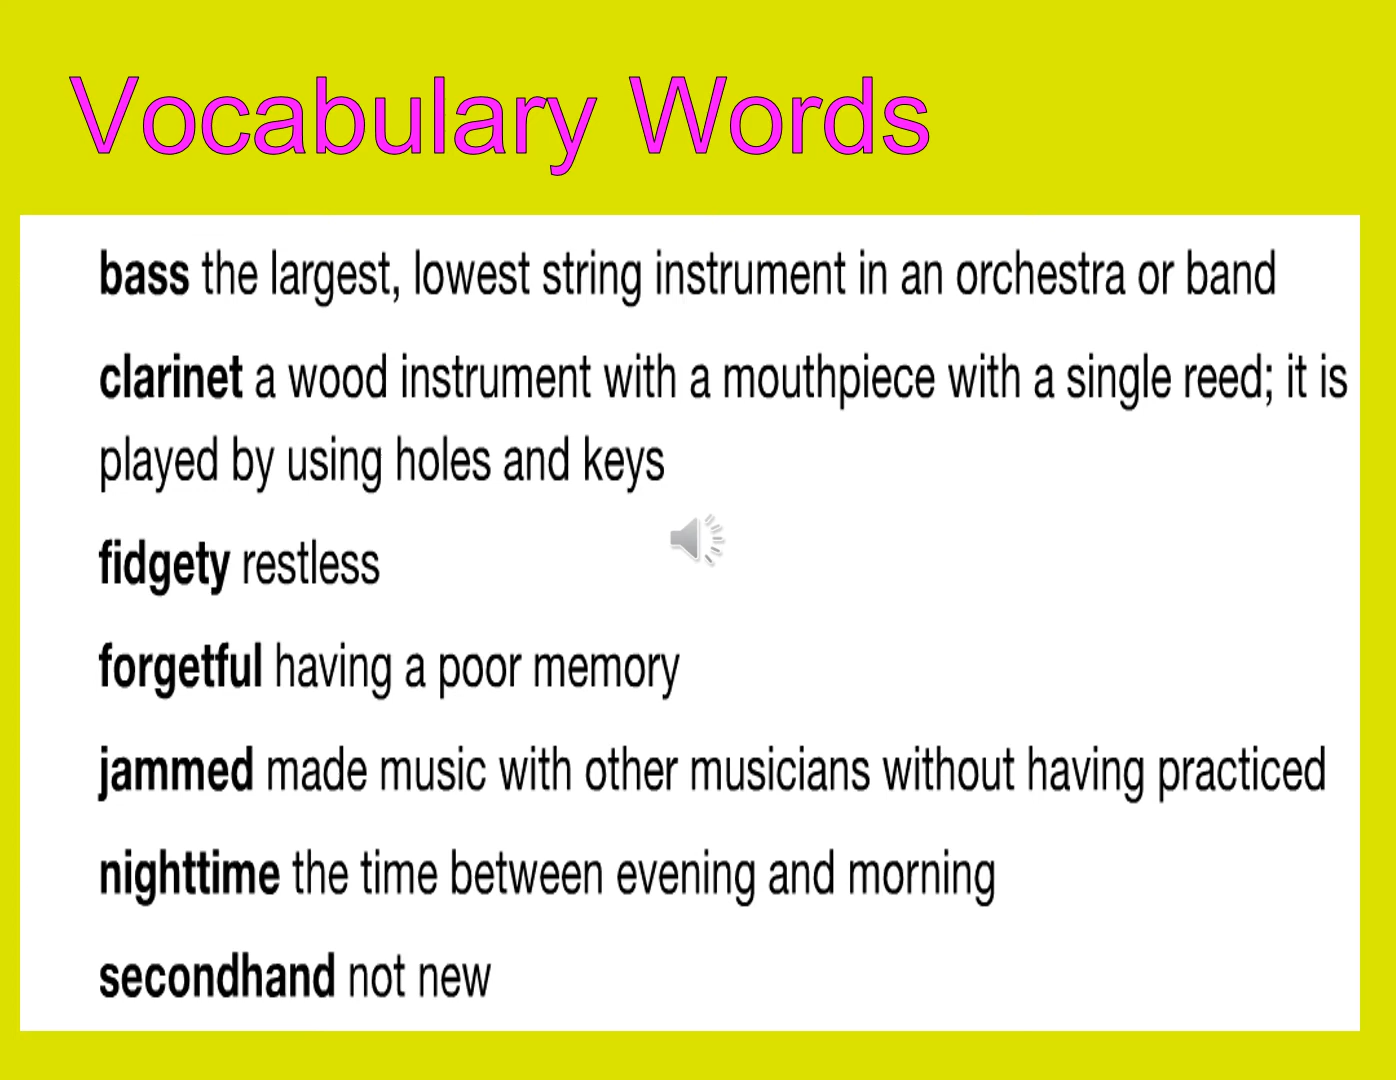 Vocabulary Words
bass the largest, lowest string instrument in an orchestra or band
clarinet a wood instrument with a mouthpiece with a single reed; it is
played by using holes and keys
fidgety restless
forgetful having a poor memory
jammed made music with other musicians without having practiced
nighttime the time between evening and morning
secondhand not new